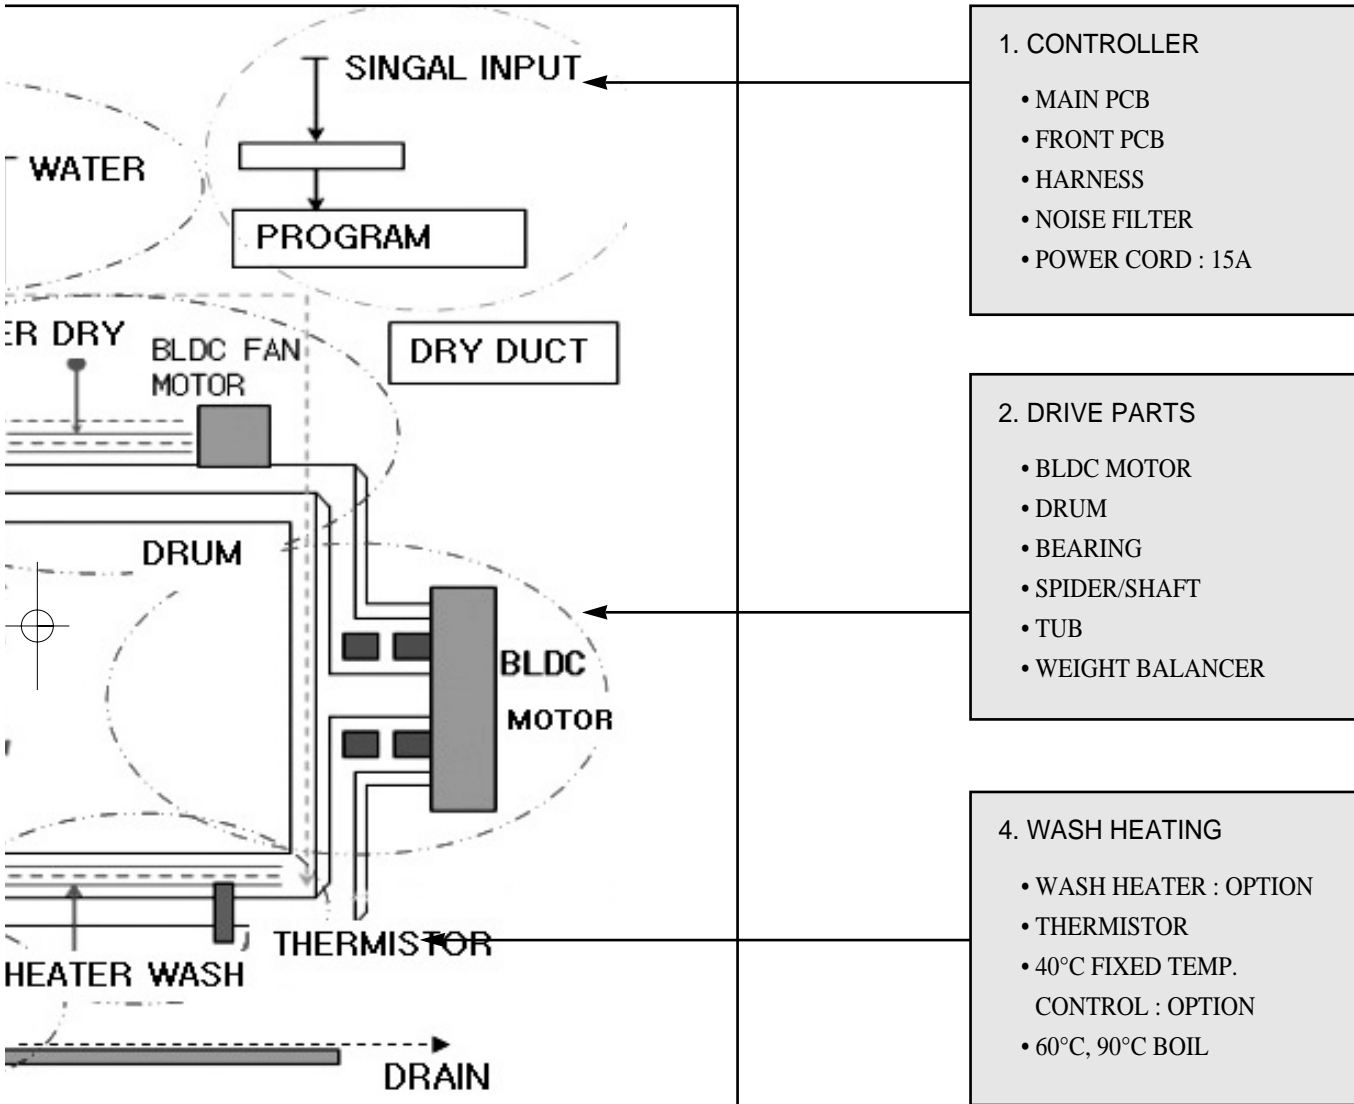 SINGAL INPUT
WATER
PROGRAM
ER DRY
BLDC FAN
MOTOR
DRY DUCT
DRUM
BLDC
MOTOR
THERMISTOR
HEATER WASH
DRAIN
1. CONTROLLER
• MAIN PCB
• FRONT PCB
• HARNESS
• NOISE FILTER
• POWER CORD : 15A
2. DRIVE PARTS
• BLDC MOTOR
• DRUM
• BEARING
• SPIDER/SHAFT
• TUB
• WEIGHT BALANCER
4. WASH HEATING
• WASH HEATER : OPTION
• THERMISTOR
• 40°C FIXED TEMP.
CONTROL : OPTION
• 60°C, 90°C BOIL